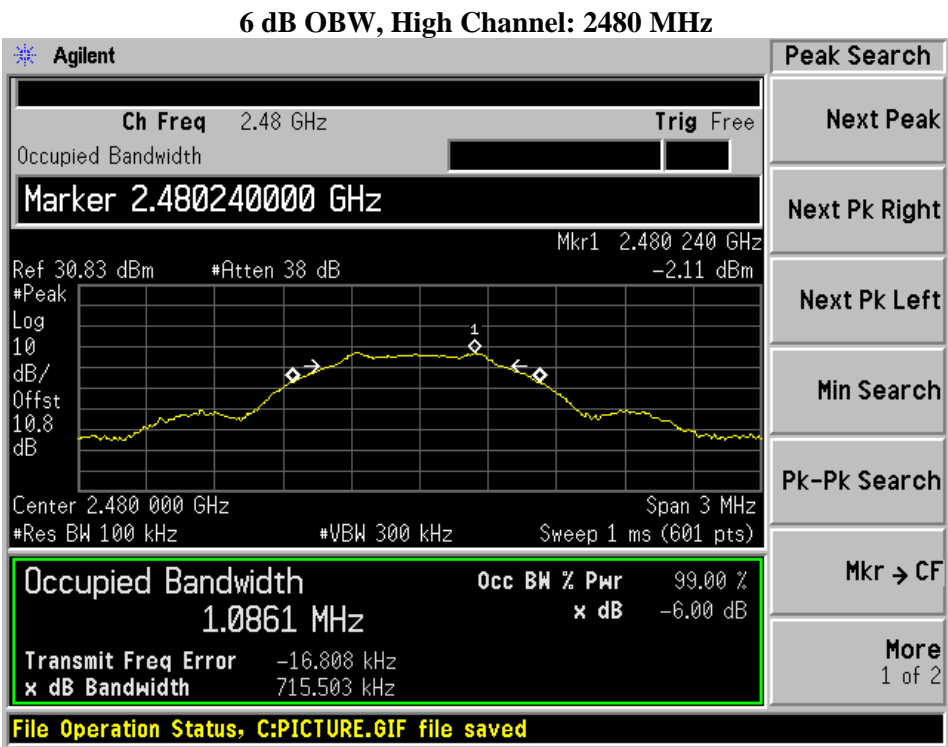 6 dB OBW, High Channel: 2480 MHz
Agilent
Peak Search
Ch Freq 2.48 GHz Trig Free
Occupied Bandwidth
Marker 2.480240000 GHz
Mkr1 2.480 240 GHz
Ref 30.83 dBm #Atten 38 dB -2.11 dBm
#Peak
Log
10
dB/
Offst
10.8
dB
1
Center 2.480 000 GHz Span 3 MHz
#Res BW 100 kHz #VBW 300 kHz Sweep 1 ms (601 pts)
Occupied Bandwidth Occ BW % Pwr 99.00 %
1.0861 MHz x dB -6.00 dB
Transmit Freq Error -16.808 kHz
x dB Bandwidth 715.503 kHz
File Operation Status, C:PICTURE.GIF file saved
Next Peak
Next Pk Right
Next Pk Left
Min Search
Pk-Pk Search
Mkr → CF
More
1 of 2